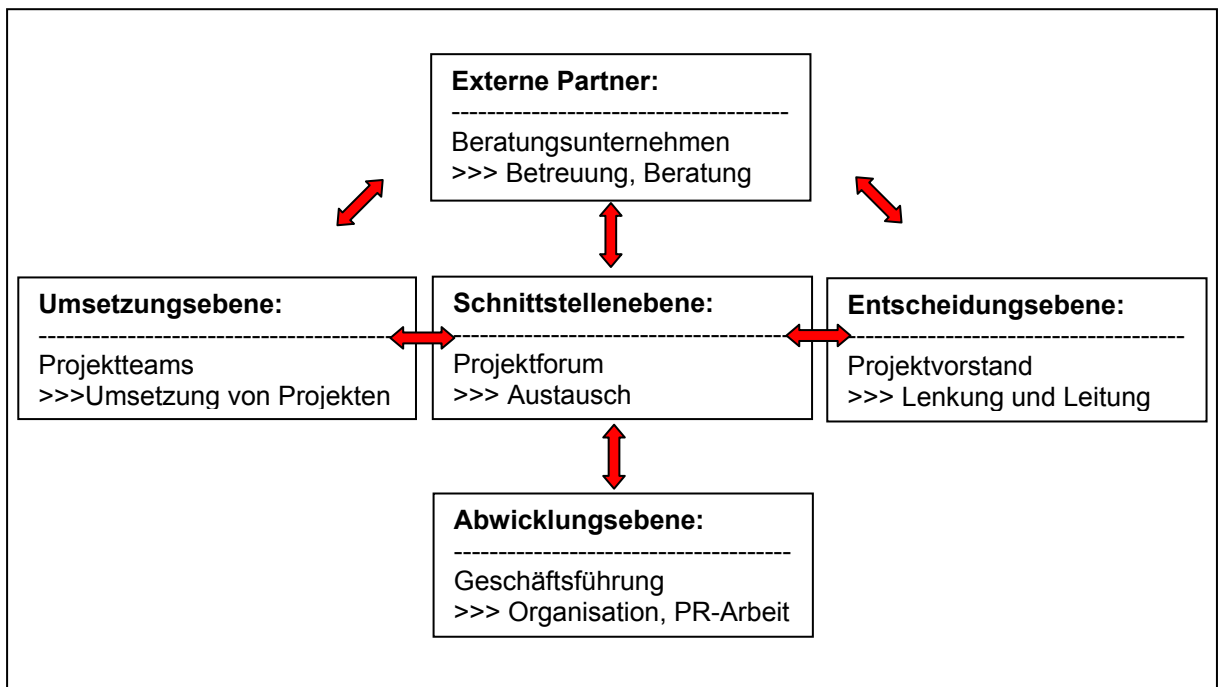 Externe Partner:
---------------------------------------
Beratungsunternehmen
>>> Betreuung, Beratung
Umsetzungsebene:
---------------------------------------
Projektteams
>>>Umsetzung von Projekten
Schnittstellenebene:
---------------------------------------
Projektforum
>>> Austausch
Entscheidungsebene:
---------------------------------------
Projektvorstand
>>> Lenkung und Leitung
Abwicklungsebene:
---------------------------------------
Geschäftsführung
>>> Organisation, PR-Arbeit